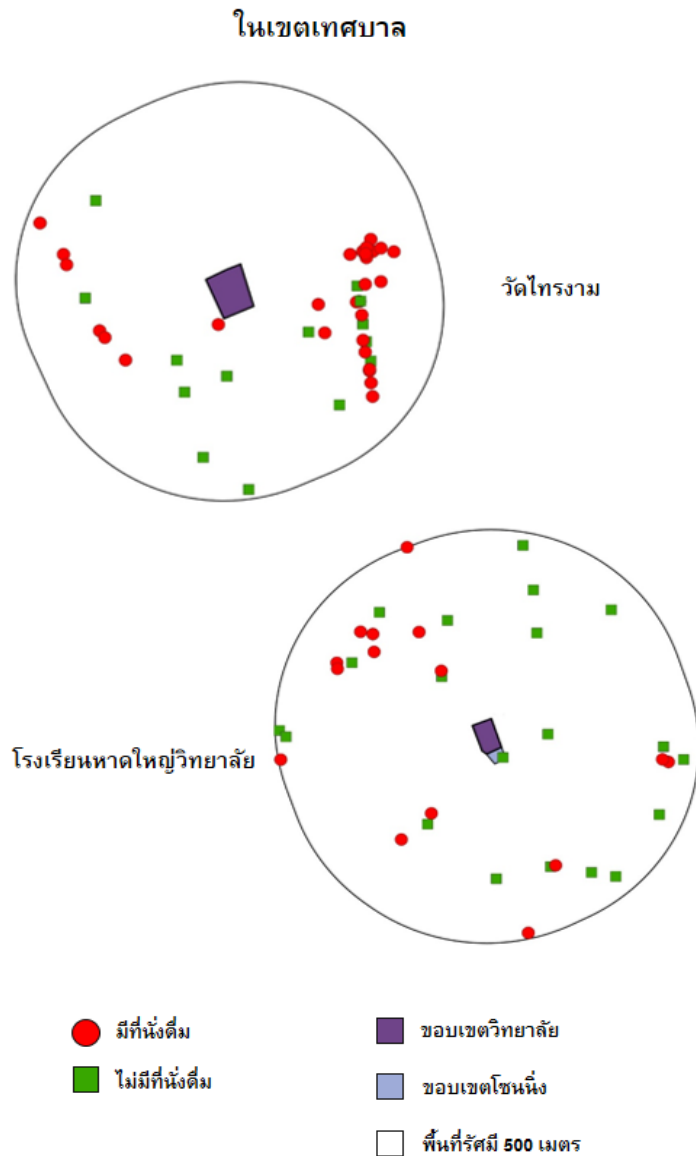 ในเขตเทศบาล
วัดไทรงาม
โรงเรียนหาดใหญ่วิทยาลัย
มีที่นั่งดื่ม
ไม่มีที่นั่งดื่ม
ขอบเขตวิทยาลัย
ขอบเขตโซนนิ่ง
พื้นที่รัศมี 500 เมตร